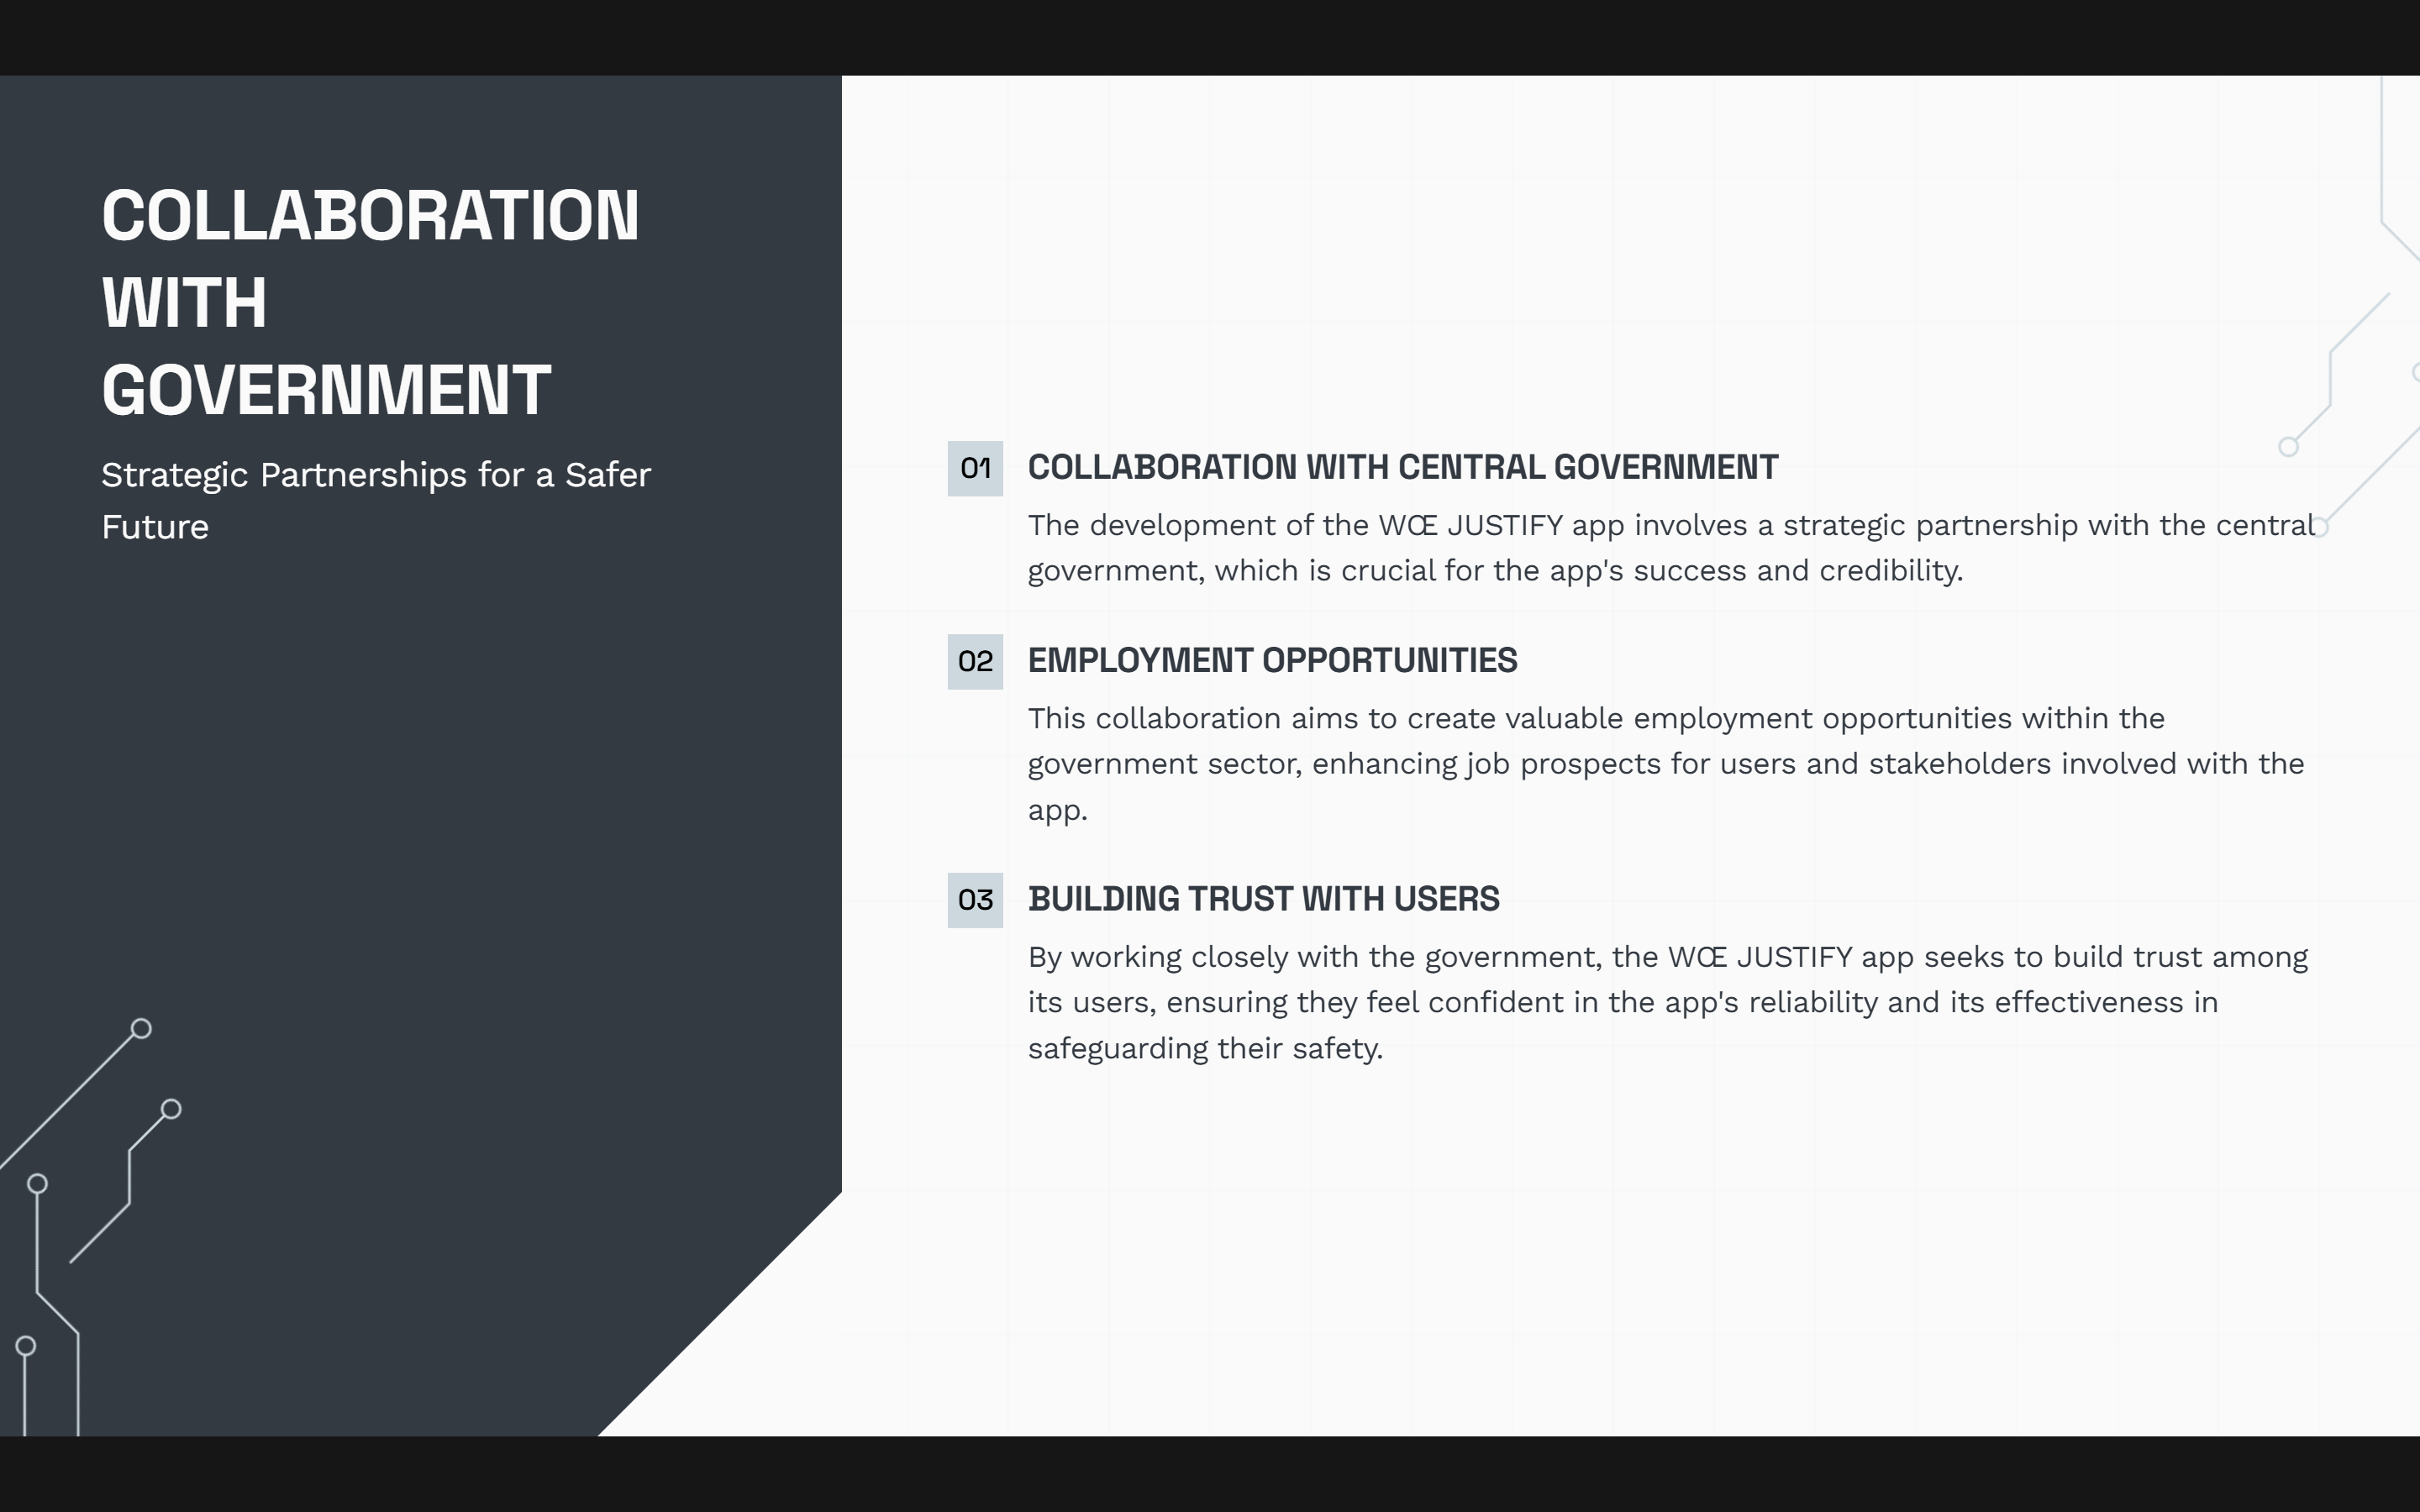 COLLABORATION
WITH
GOVERNMENT
Strategic Partnerships for a Safer
Future
01 COLLABORATION WITH CENTRAL GOVERNMENT
The development of the WŒ JUSTIFY app involves a strategic partnership with the central
government, which is crucial for the app's success and credibility.
02 EMPLOYMENT OPPORTUNITIES
This collaboration aims to create valuable employment opportunities within the
government sector, enhancing job prospects for users and stakeholders involved with the
app.
03 BUILDING TRUST WITH USERS
By working closely with the government, the WŒ JUSTIFY app seeks to build trust among
its users, ensuring they feel confident in the app's reliability and its effectiveness in
safeguarding their safety.